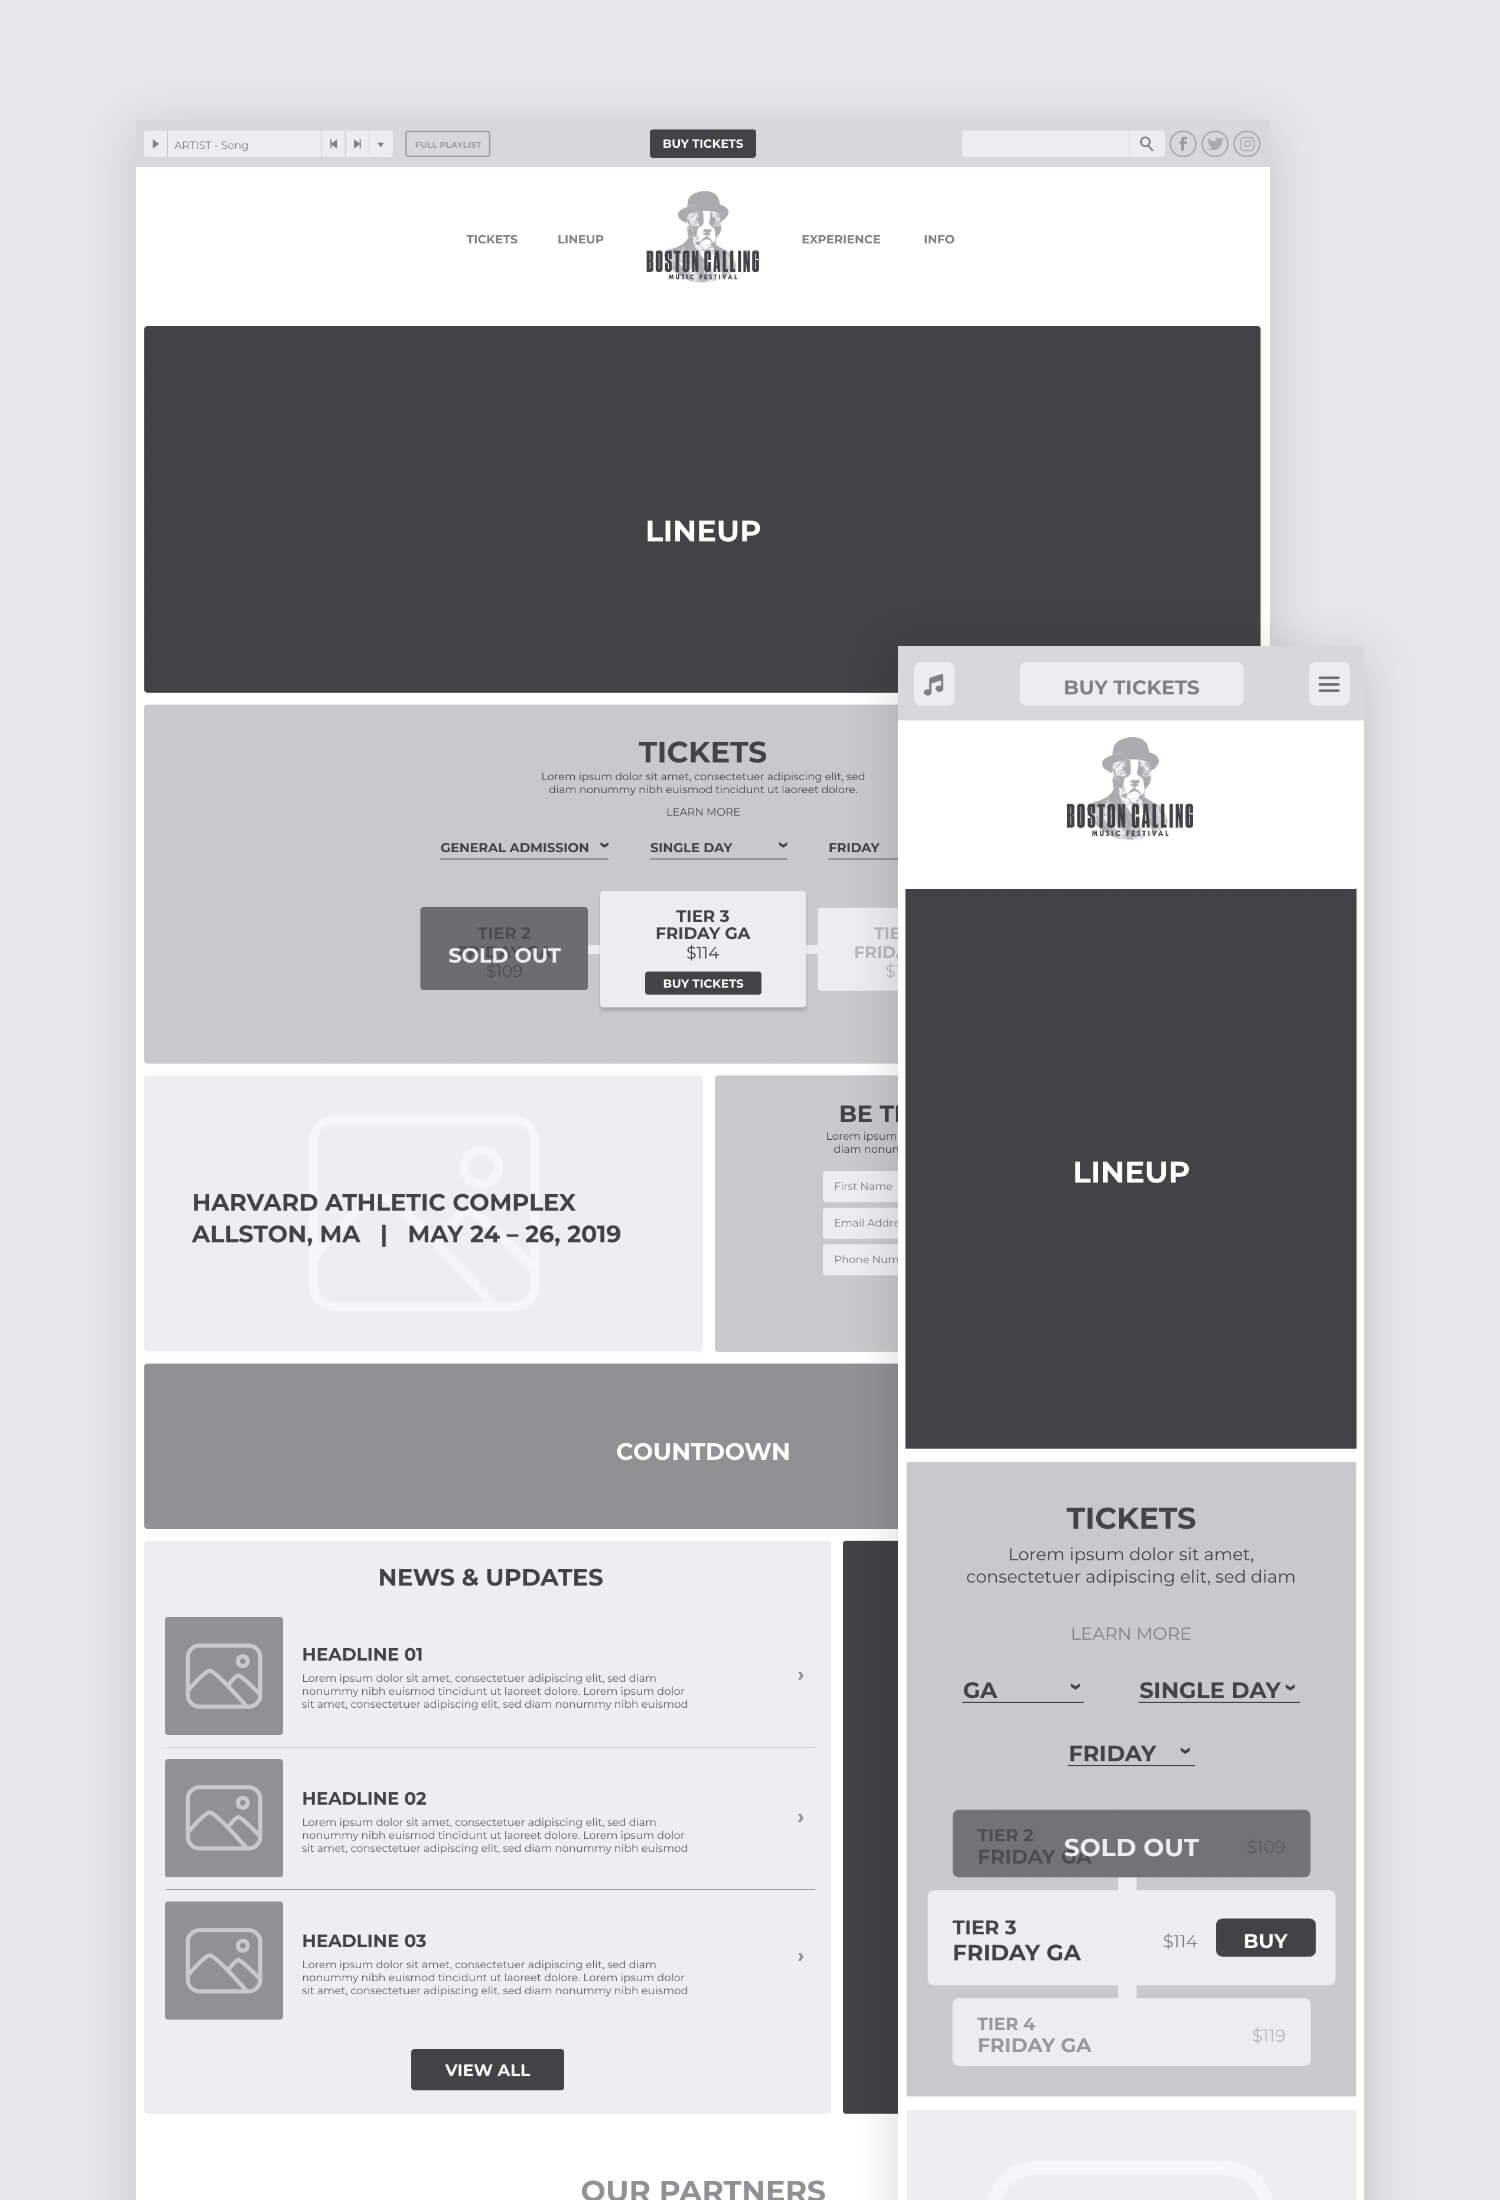 ARTIST - Song
FULL PLAYLIST
BUY TICKETS
TICKETS
LINEUP
BOSTON CALLING
MUSIC FESTIVAL
EXPERIENCE
INFO
LINEUP
TICKETS
Lorem ipsum dolor sit amet, consectetuer adipiscing elit, sed
diam nonummy nibh euismod tincidunt ut laoreet dolore.
LEARN MORE
GENERAL ADMISSION
SINGLE DAY
FRIDAY
TIER 2
SOLD OUT
$109
TIER 3
FRIDAY GA
$114
BUY TICKETS
HARVARD ATHLETIC COMPLEX
ALLSTON, MA | MAY 24 – 26, 2019
BE
Lorem ipsum
First Name
Email
Phone
COUNTDOWN
NEWS & UPDATES
HEADLINE 01
Lorem ipsum dolor sit amet, consectetuer adipiscing elit, sed diam
nonummy nibh euismod tincidunt ut laoreet dolore. Lorem ipsum dolor
sit amet, consectetuer adipiscing elit, sed diam nonummy nibh euismod
HEADLINE 02
Lorem ipsum dolor sit amet, consectetuer adipiscing elit, sed diam
nonummy nibh euismod tincidunt ut laoreet dolore. Lorem ipsum dolor
sit amet, consectetuer adipiscing elit, sed diam nonummy nibh euismod
HEADLINE 03
Lorem ipsum dolor sit amet, consectetuer adipiscing elit, sed diam
nonummy nibh euismod tincidunt ut laoreet dolore. Lorem ipsum dolor
sit amet, consectetuer adipiscing elit, sed diam nonummy nibh euismod
VIEW ALL
OUR PARTNERS
BUY TICKETS
BOSTON CALLING
MUSIC FESTIVAL
LINEUP
TICKETS
Lorem ipsum dolor sit amet,
consectetuer adipiscing elit, sed diam
LEARN MORE
GA
SINGLE DAY
FRIDAY
TIER 2
FRIDAY GA
SOLD OUT
$109
TIER 3
FRIDAY GA
$114
BUY
TIER 4
FRIDAY GA
$119